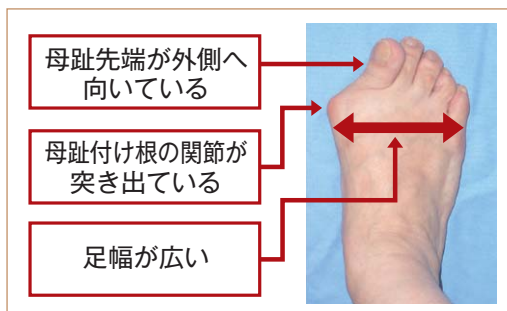 母趾先端が外側へ
向いている
母趾付け根の関節が
突き出ている
足幅が広い